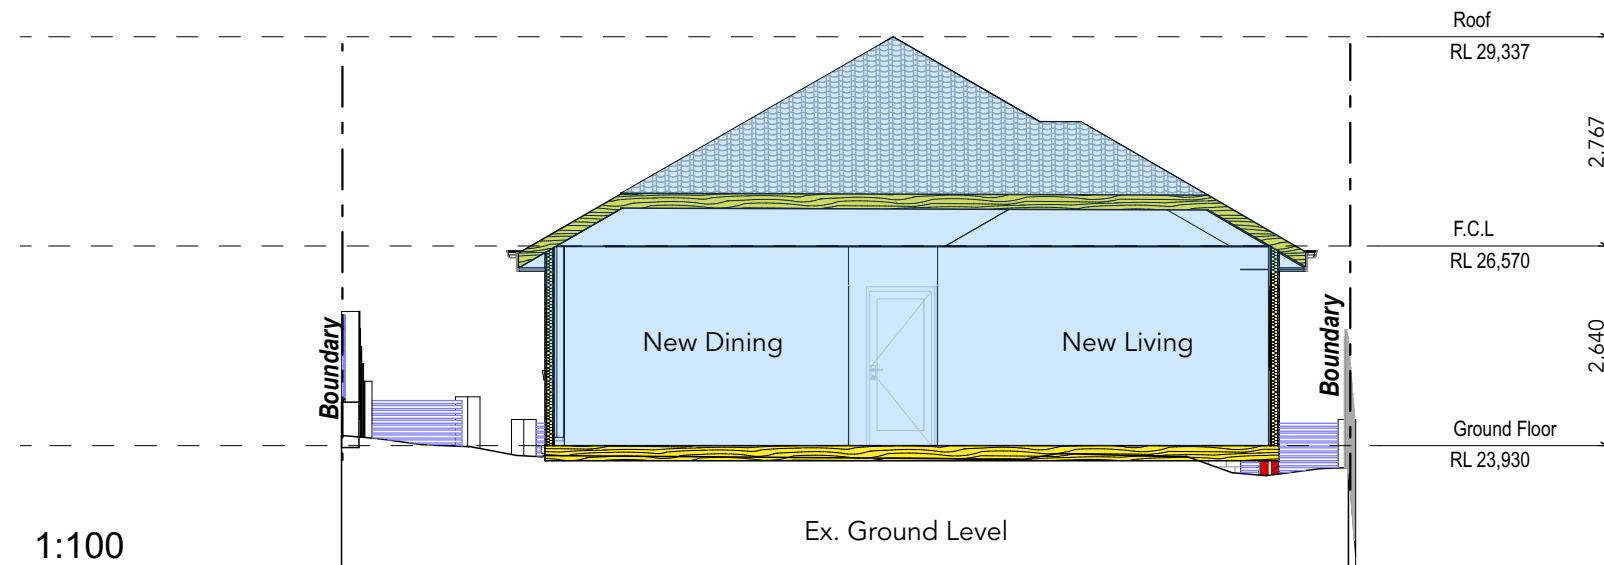 Roof
RL 29,337
2.767
F.C.L
RL 26,570
Boundary
Boundary
New Dining
New Living
2.640
Ground Floor
RL 23,930
Ex. Ground Level
1:100